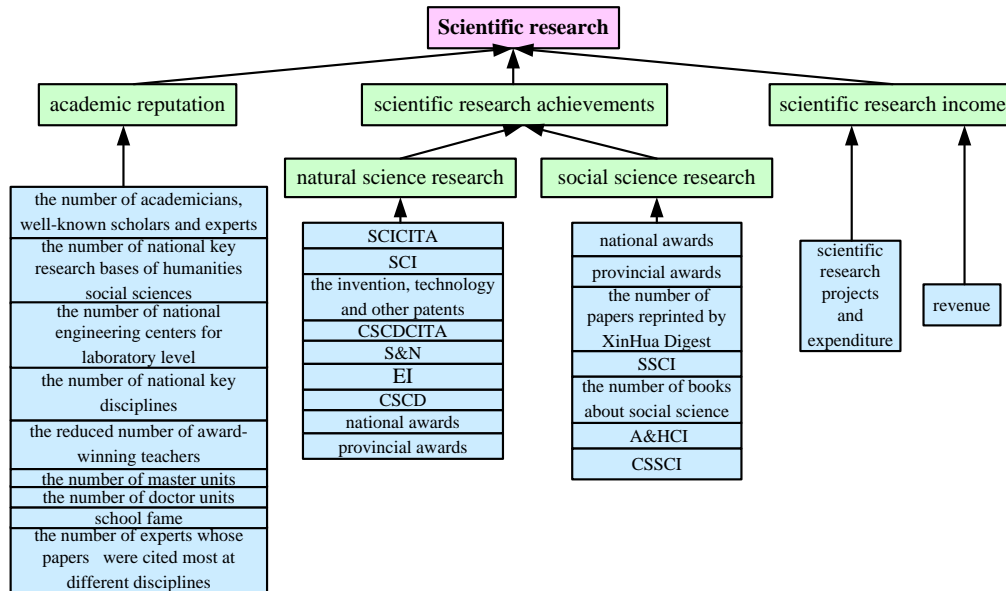 Scientific research
academic reputation
scientific research achievements
scientific research income
natural science research
social science research
the number of academicians,
well-known scholars and experts
the number of national key
research bases of humanities
social sciences
the number of national
engineering centers for
laboratory level
the number of national key
disciplines
the reduced number of award-
winning teachers
the number of master units
the number of doctor units
school fame
the number of experts whose
papers were cited most at
different disciplines
SCICITA
SCI
the invention, technology
and other patents
CSCDCITA
S&N
EI
CSCD
national awards
provincial awards
national awards
provincial awards
the number of
papers reprinted by
XinHua Digest
SSCI
the number of books
about social science
A&HCI
CSSCI
scientific
research
projects
and
expenditure
revenue